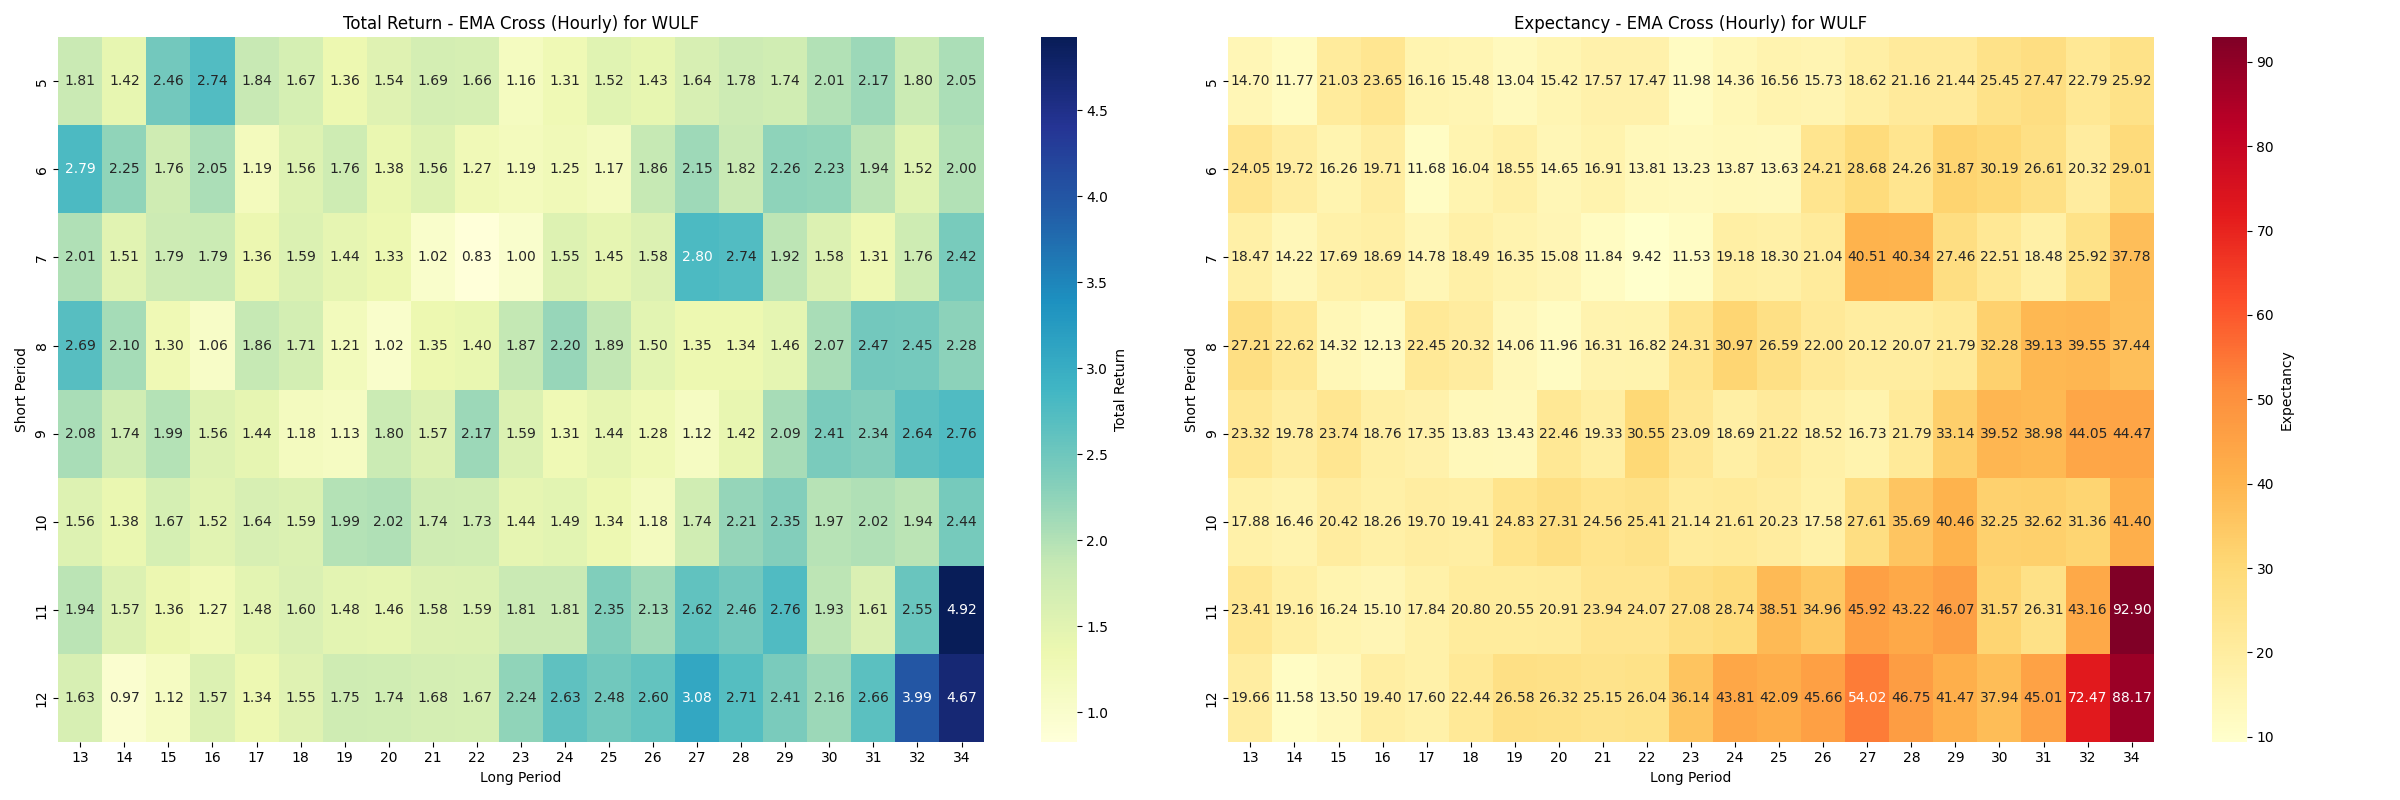 Total Return - EMA Cross (Hourly) for WULF
5 1.81 1.42 2.46 2.74 1.84 1.67 1.36 1.54 1.69 1.66 1.16 1.31 1.52 1.43 1.64 1.78 1.74 2.01 2.17 1.80 2.05
6 2.79 2.25 1.76 2.05 1.19 1.56 1.76 1.38 1.56 1.27 1.19 1.25 1.17 1.86 2.15 1.82 2.26 2.23 1.94 1.52 2.00
7 2.01 1.51 1.79 1.79 1.36 1.59 1.44 1.33 1.02 0.83 1.00 1.55 1.45 1.58 2.80 2.74 1.92 1.58 1.31 1.76 2.42
8 2.69 2.10 1.30 1.06 1.86 1.71 1.21 1.02 1.35 1.40 1.87 2.20 1.89 1.50 1.35 1.34 1.46 2.07 2.47 2.45 2.28
9 2.08 1.74 1.99 1.56 1.44 1.18 1.13 1.80 1.57 2.17 1.59 1.31 1.44 1.28 1.12 1.42 2.09 2.41 2.34 2.64 2.76
10 1.56 1.38 1.67 1.52 1.64 1.59 1.99 2.02 1.74 1.73 1.44 1.49 1.34 1.18 1.74 2.21 2.35 1.97 2.02 1.94 2.44
11 1.94 1.57 1.36 1.27 1.48 1.60 1.48 1.46 1.58 1.59 1.81 1.81 2.35 2.13 2.62 2.46 2.76 1.93 1.61 2.55 4.92
12 1.63 0.97 1.12 1.57 1.34 1.55 1.75 1.74 1.68 1.67 2.24 2.63 2.48 2.60 3.08 2.71 2.41 2.16 2.66 3.99 4.67
13 14 15 16 17 18 19 20 21 22 23 24 25 26 27 28 29 30 31 32 34
Short Period
Long Period
4.5
4.0
3.5
3.0
2.5
2.0
1.5
1.0
Total Return
Expectancy - EMA Cross (Hourly) for WULF
5 14.70 11.77 21.03 23.65 16.16 15.48 13.04 15.42 17.57 17.47 11.98 14.36 16.56 15.73 18.62 21.16 21.44 25.45 27.47 22.79 25.92
6 24.05 19.72 16.26 19.71 11.68 16.04 18.55 14.65 16.91 13.81 13.23 13.87 13.63 24.21 28.68 24.26 31.87 30.19 26.61 20.32 29.01
7 18.47 14.22 17.69 18.69 14.78 18.49 16.35 15.08 11.84 9.42 11.53 19.18 18.30 21.04 40.51 40.34 27.46 22.51 18.48 25.92 37.78
8 27.21 22.62 14.32 12.13 22.45 20.32 14.06 11.96 16.31 16.82 24.31 30.97 26.59 22.00 20.12 20.07 21.79 32.28 39.13 39.55 37.44
9 23.32 19.78 23.74 18.76 17.35 13.83 13.43 22.46 19.33 30.55 23.09 18.69 21.22 18.52 16.73 21.79 33.14 39.52 38.98 44.05 44.47
10 17.88 16.46 20.42 18.26 19.70 19.41 24.83 27.31 24.56 25.41 21.14 21.61 20.23 17.58 27.61 35.69 40.46 32.25 32.62 31.36 41.40
11 23.41 19.16 16.24 15.10 17.84 20.80 20.55 20.91 23.94 24.07 27.08 28.74 38.51 34.96 45.92 43.22 46.07 31.57 26.31 43.16 92.90
12 19.66 11.58 13.50 19.40 17.60 22.44 26.58 26.32 25.15 26.04 36.14 43.81 42.09 45.66 54.02 46.75 41.47 37.94 45.01 72.47 88.17
13 14 15 16 17 18 19 20 21 22 23 24 25 26 27 28 29 30 31 32 34
Short Period
Long Period
90
80
70
60
50
40
30
20
10
Expectancy